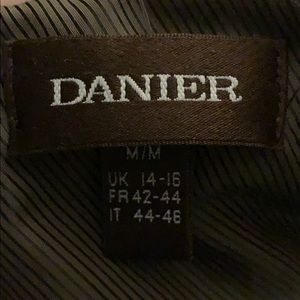 DANIER
M/M
UK 14-16
FR 42-44
IT 44-46